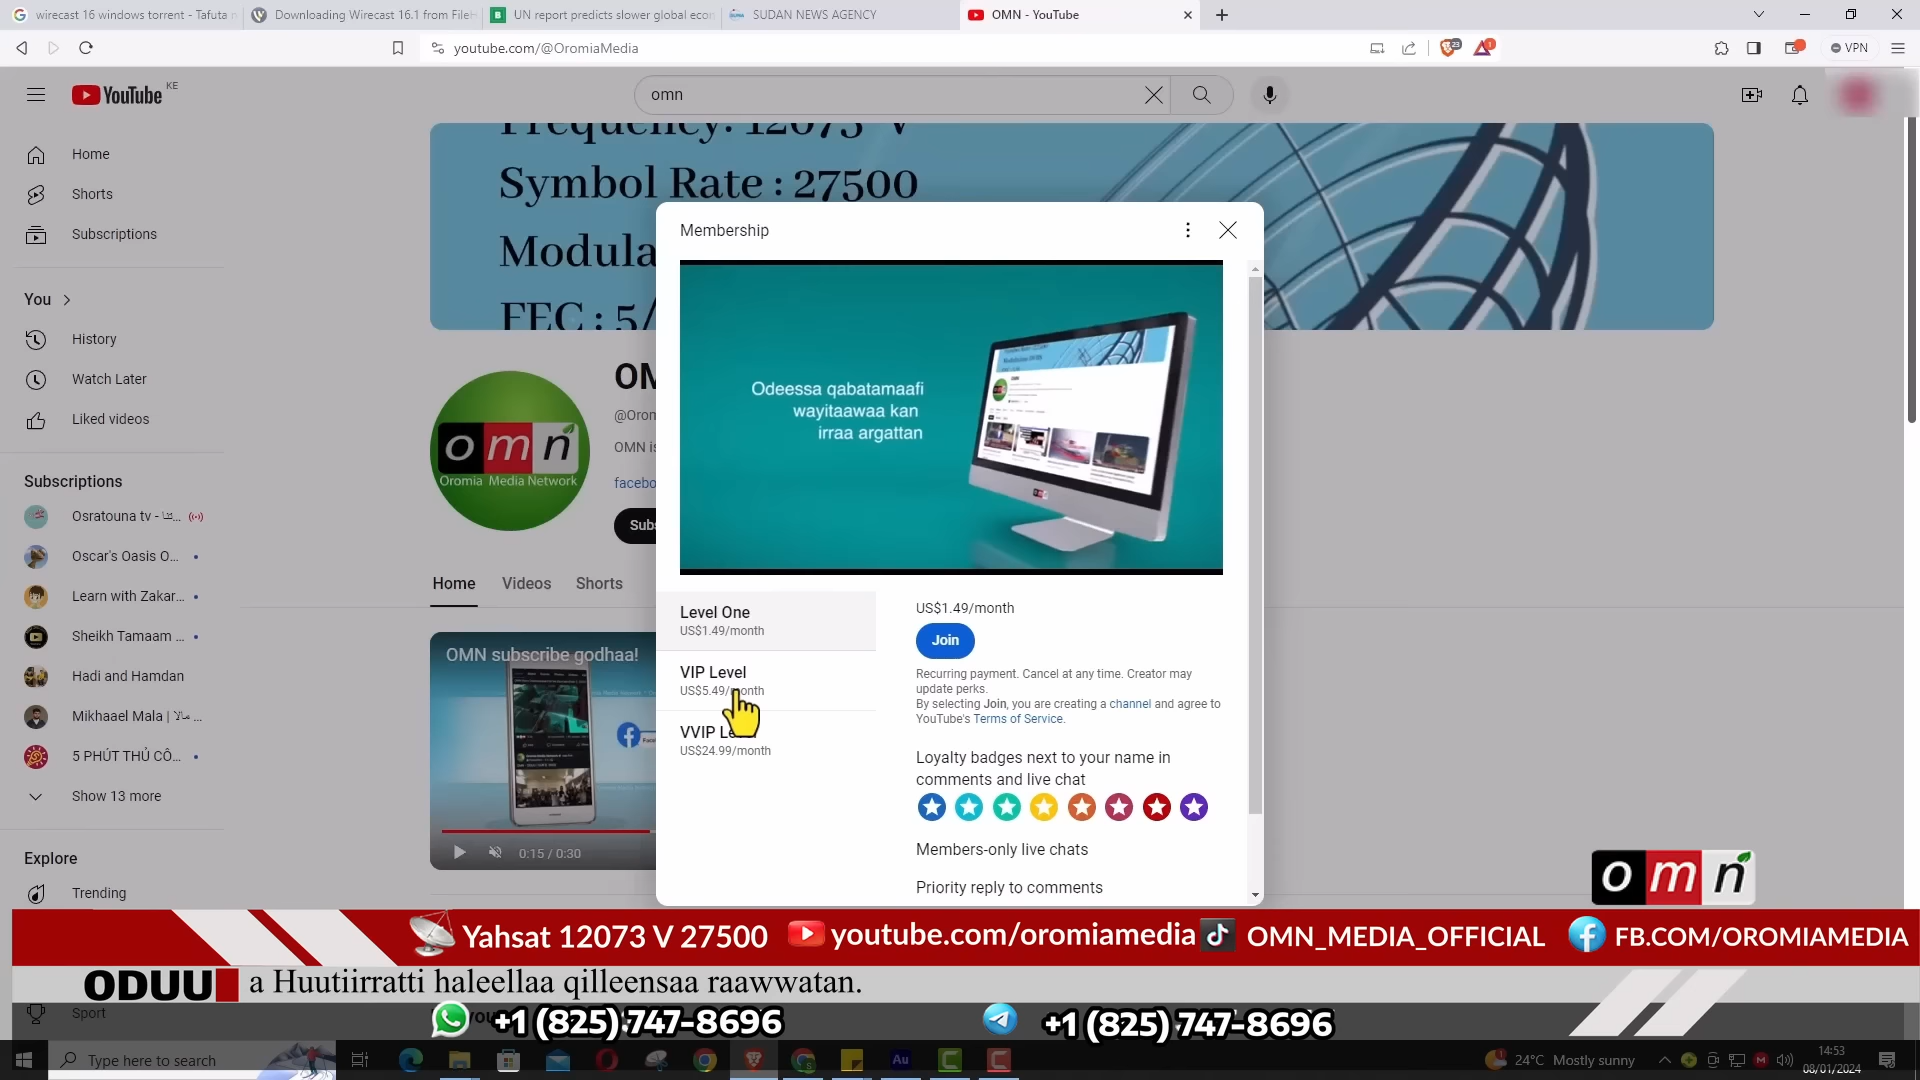 wirecast 16 windows torrent - Tafuta n
Downloading Wirecast 16.1 from FileH
UN report predicts slower global econ
SUDAN NEWS AGENCY
OMN - YouTube
youtube.com/@OromiaMedia
23
1
VPN
YouTube
KE
omn
Home
Shorts
Subscriptions
You
History
Watch Later
Liked videos
Subscriptions
Osratouna tv -
Oscar's Oasis O...
Learn with Zakar...
Sheikh Tamaam ...
Hadi and Hamdan
Mikhaael Mala |
5 PHÚT THỦ CÔ...
Show 13 more
Explore
Trending
Sport
Frequency: 12073 V
Symbol Rate : 27500
Modula
FEC : 5/
omn
Oromia Media Network
OM
@Orom
OMN is
facebo
Subs
Home
Videos
Shorts
OMN subscribe godhaa!
0:15 / 0:30
Membership
Odeessa qabatamaafi
wayitaawaa kan
irraa argattan
Level One
US$1.49/month
VIP Level
US$5.49/month
VVIP Level
US$24.99/month
US$1.49/month
Join
Recurring payment. Cancel at any time. Creator may
update perks.
By selecting Join, you are creating a channel and agree to
YouTube's Terms of Service.
Loyalty badges next to your name in
comments and live chat
Members-only live chats
Priority reply to comments
omn
Yahsat 12073 V 27500
youtube.com/oromiamedia
OMN_MEDIA_OFFICIAL
FB.COM/OROMIAMEDIA
ODUU
a Huutiirratti haleellaa qilleensaa raawwatan.
+1 (825) 747-8696
+1 (825) 747-8696
Type here to search
Au
24°C Mostly sunny
14:53
08/01/2024